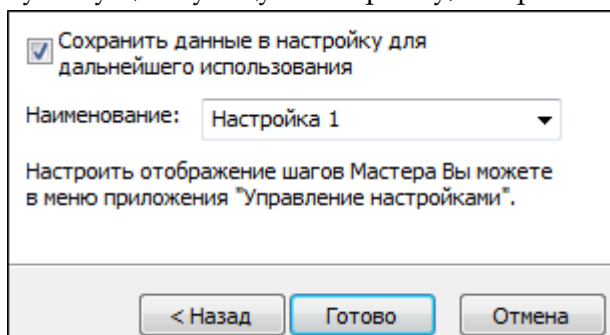 Сохранить данные в настройку для
дальнейшего использования
Наименование: Настройка 1
Настроить отображение шагов Мастера Вы можете
в меню приложения "Управление настройками".
< Назад Готово Отмена